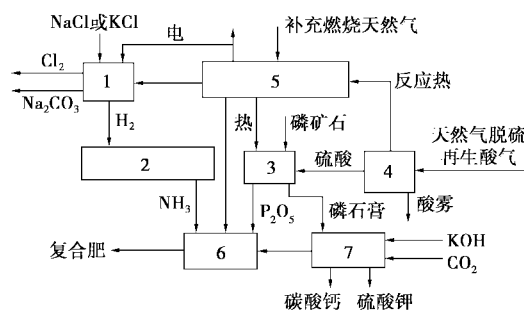 NaCl或KCl
电
补充燃烧天然气
Cl₂
1
5
反应热
Na₂CO₃
H₂
热
磷矿石
天然气脱硫
再生酸气
2
3
硫酸
4
NH₃
P₂O₅
磷石膏
酸雾
复合肥
6
7
KOH
CO₂
碳酸钙
硫酸钾